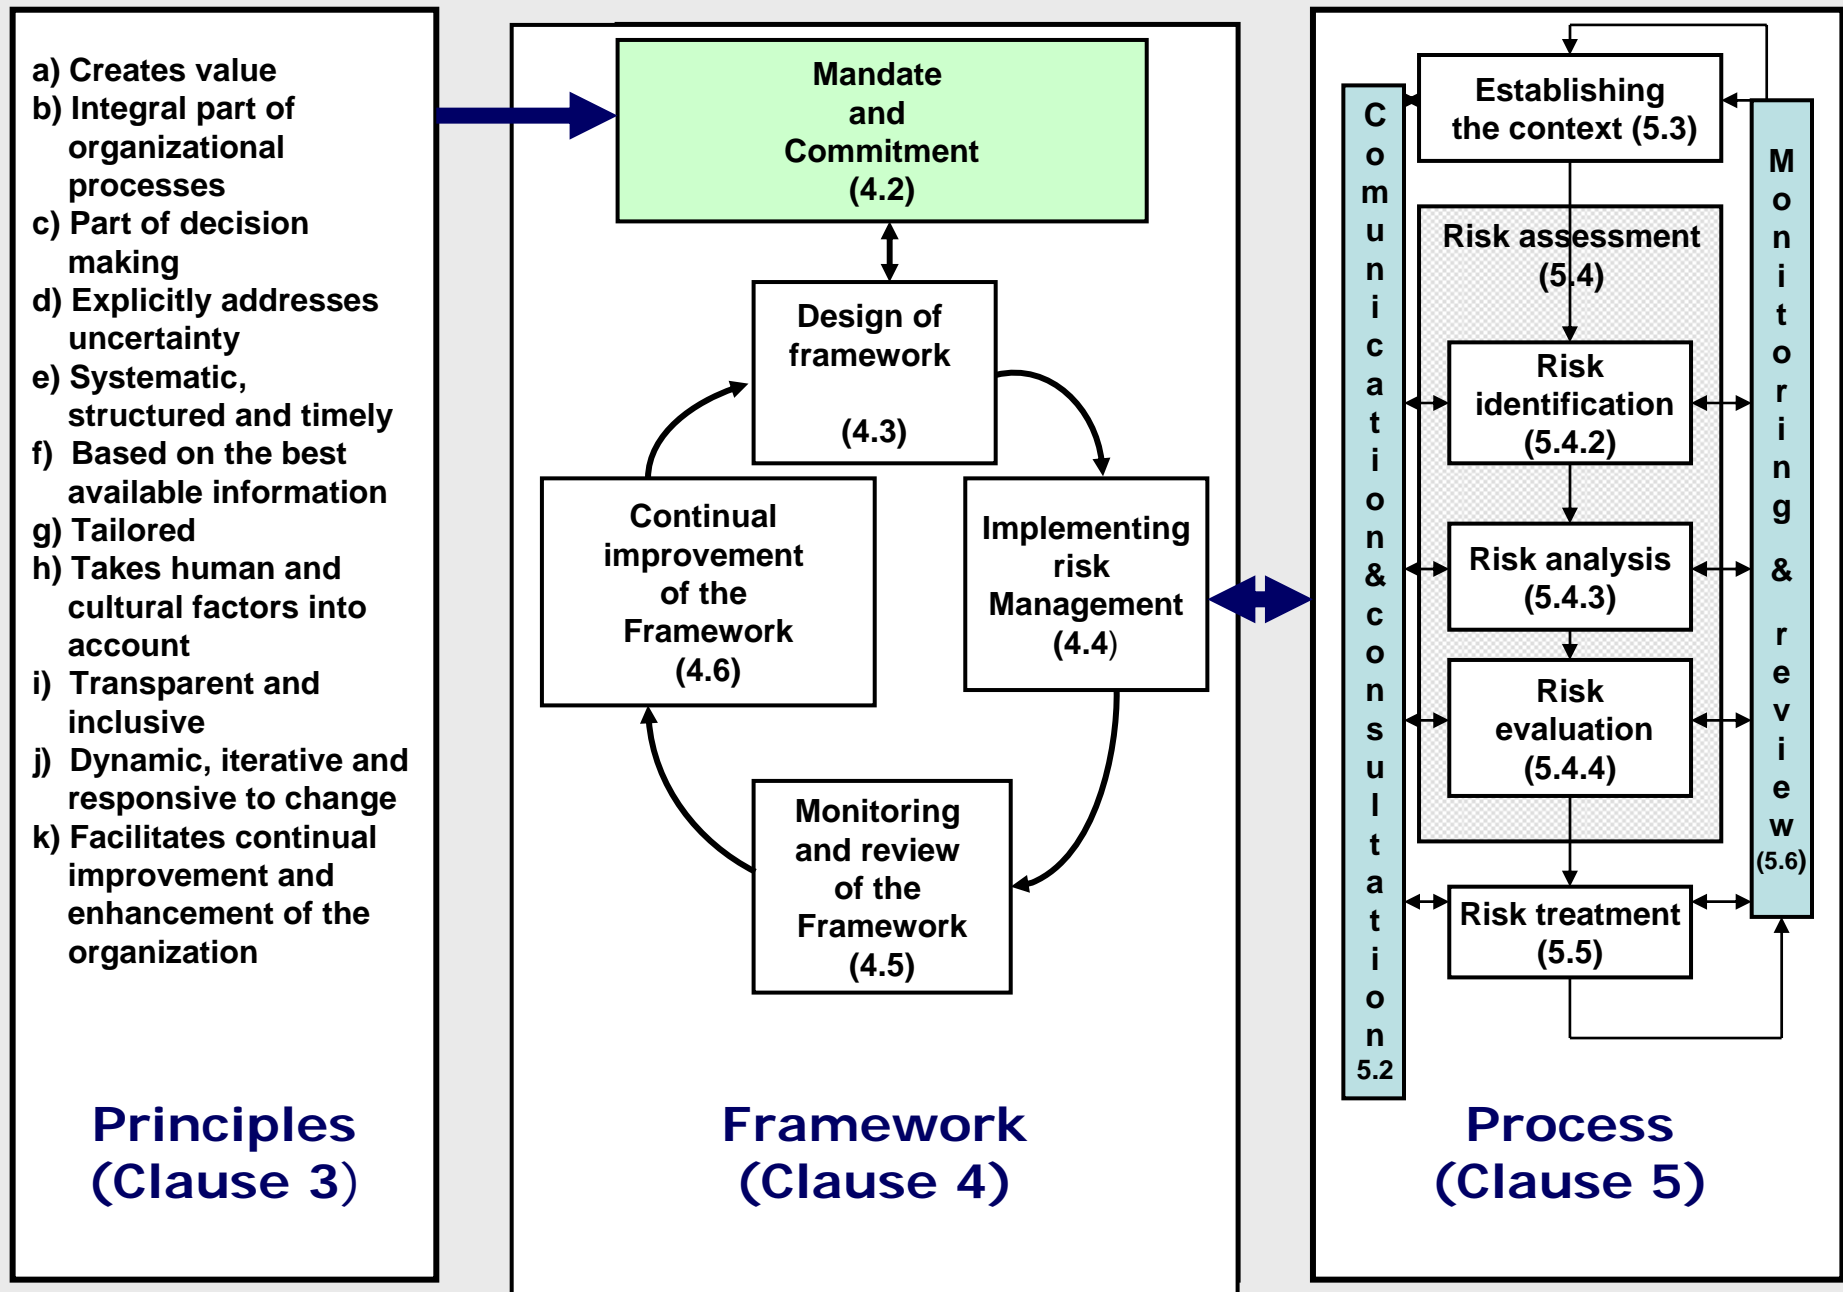 a) Creates value
b) Integral part of
organizational
processes
c) Part of decision
making
d) Explicitly addresses
uncertainty
e) Systematic,
structured and timely
f) Based on the best
available information
g) Tailored
h) Takes human and
cultural factors into
account
i) Transparent and
inclusive
j) Dynamic, iterative and
responsive to change
k) Facilitates continual
improvement and
enhancement of the
organization
Principles
(Clause 3)
Mandate
and
Commitment
(4.2)
Design of
framework
(4.3)
Implementing
risk
Management
(4.4)
Monitoring
and review
of the
Framework
(4.5)
Continual
improvement
of the
Framework
(4.6)
Framework
(Clause 4)
Comunication&consultation
5.2
Establishing
the context (5.3)
Risk assessment
(5.4)
Risk
identification
(5.4.2)
Risk analysis
(5.4.3)
Risk
evaluation
(5.4.4)
Risk treatment
(5.5)
Monitoring & review
(5.6)
Process
(Clause 5)